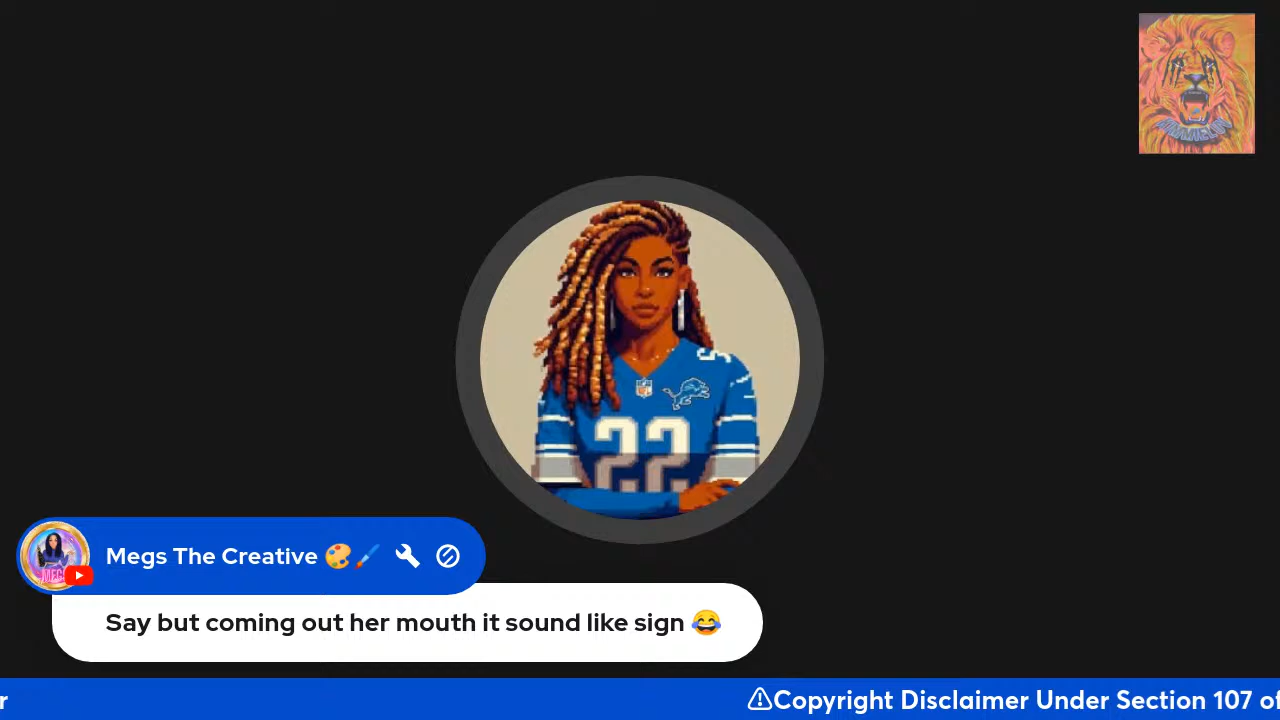 22
Megs The Creative 🎨🖌️
Say but coming out her mouth it sound like sign 😂
r
⚠Copyright Disclaimer Under Section 107 of